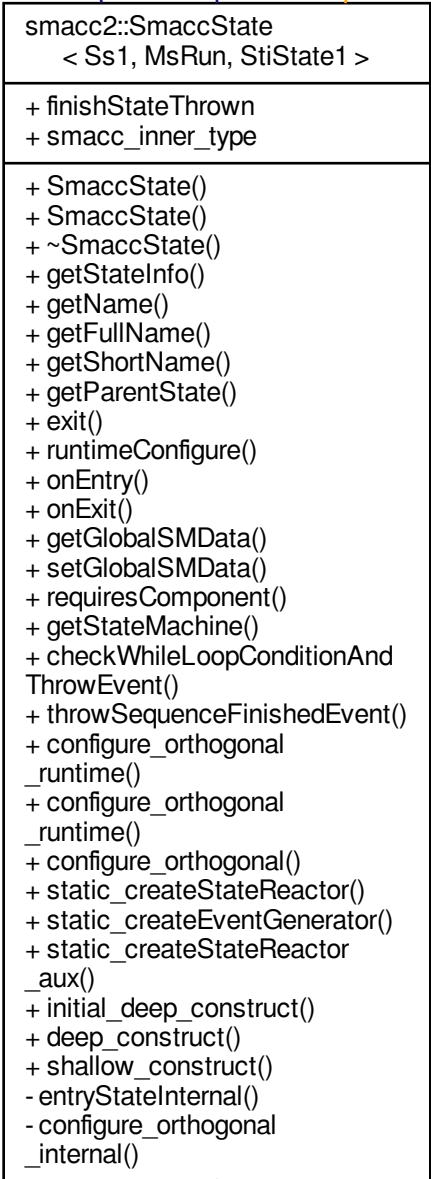 smacc2::SmaccState
< Ss1, MsRun, StiState1 >
+ finishStateThrown
+ smacc_inner_type
+ SmaccState()
+ SmaccState()
+ ~SmaccState()
+ getStateInfo()
+ getName()
+ getFullName()
+ getShortName()
+ getParentState()
+ exit()
+ runtimeConfigure()
+ onEntry()
+ onExit()
+ getGlobalSMData()
+ setGlobalSMData()
+ requiresComponent()
+ getStateMachine()
+ checkWhileLoopConditionAnd
ThrowEvent()
+ throwSequenceFinishedEvent()
+ configure_orthogonal
_runtime()
+ configure_orthogonal
_runtime()
+ configure_orthogonal()
+ static_createStateReactor()
+ static_createEventGenerator()
+ static_createStateReactor
_aux()
+ initial_deep_construct()
+ deep_construct()
+ shallow_construct()
- entryStateInternal()
- configure_orthogonal
_internal()